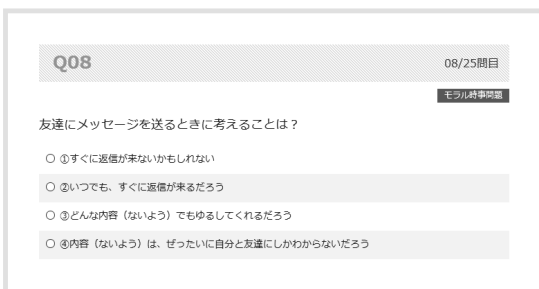 Q08
08/25問目
モラル時事問題
友達にメッセージを送るときに考えることは？
①すぐに返信が来ないかもしれない
②いつでも、すぐに返信が来るだろう
③どんな内容（ないよう）でもゆるしてくれるだろう
④内容（ないよう）は、ぜったいに自分と友達にしかわからないだろう